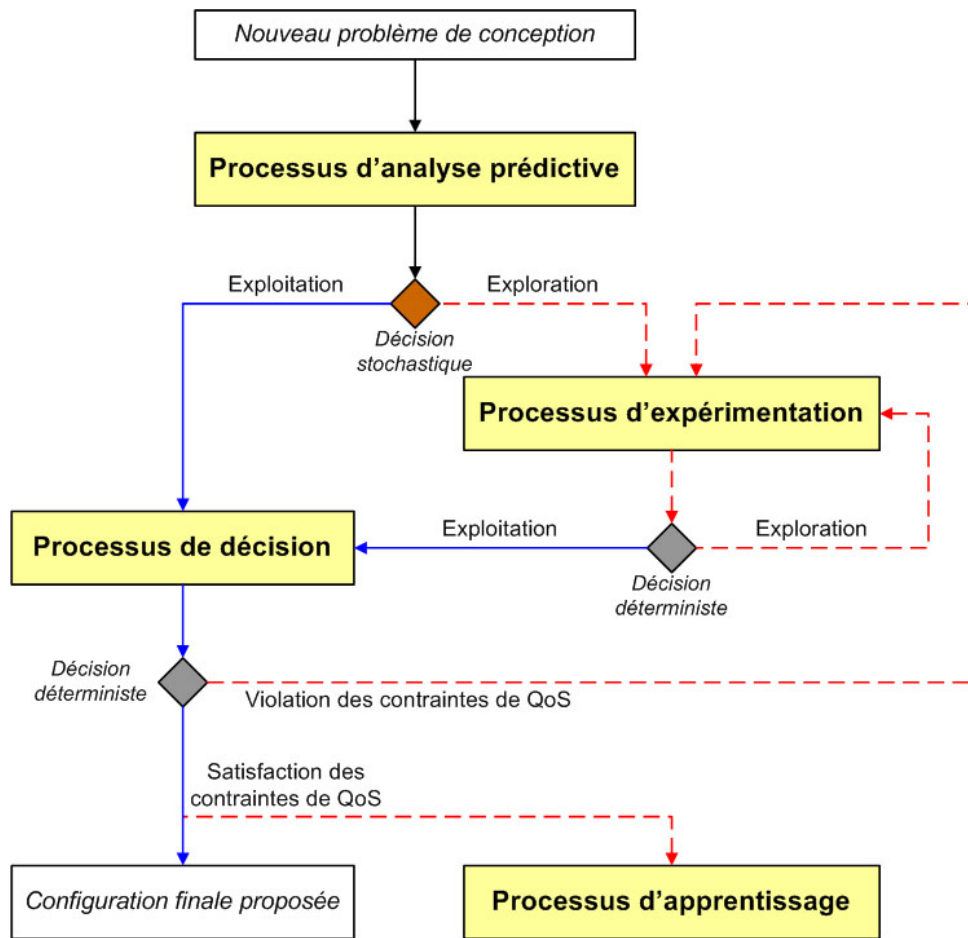 Nouveau problème de conception
Processus d'analyse prédictive
Exploitation
Exploration
Décision
stochastique
Processus d'expérimentation
Exploitation
Exploration
Processus de décision
Décision
déterministe
Décision
déterministe
Violation des contraintes de QoS
Satisfaction des
contraintes de QoS
Configuration finale proposée
Processus d'apprentissage